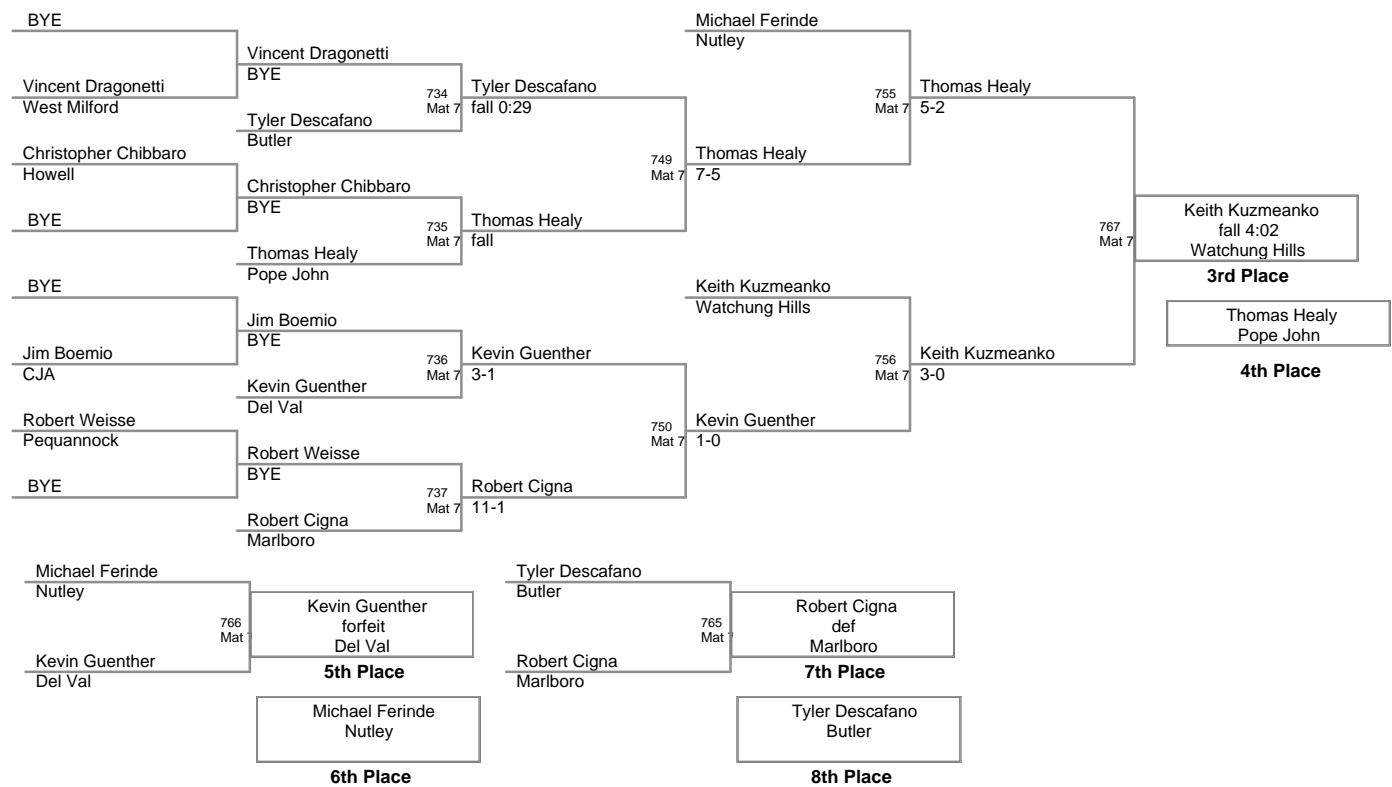 BYE
Vincent Dragonetti
West Milford
Christopher Chibbaro
Howell
BYE
BYE
Jim Boemio
CJA
Robert Weisse
Pequannock
BYE
Vincent Dragonetti
BYE
Tyler Descafano
Butler
Christopher Chibbaro
BYE
Thomas Healy
Pope John
Jim Boemio
BYE
Kevin Guenther
Del Val
Robert Weisse
BYE
Robert Cigna
Marlboro
734
Mat 7
735
Mat 7
736
Mat 7
737
Mat 7
Tyler Descafano
fall 0:29
Thomas Healy
fall
Kevin Guenther
3-1
Robert Cigna
11-1
749
Mat 7
750
Mat 7
Michael Ferinde
Nutley
Thomas Healy
7-5
Keith Kuzmeanko
Watchung Hills
Kevin Guenther
1-0
755
Mat 7
756
Mat 7
Thomas Healy
5-2
Keith Kuzmeanko
3-0
767
Mat 7
Keith Kuzmeanko
fall 4:02
Watchung Hills
3rd Place
Thomas Healy
Pope John
4th Place
Michael Ferinde
Nutley
Kevin Guenther
Del Val
766
Mat
Kevin Guenther
forfeit
Del Val
5th Place
Michael Ferinde
Nutley
6th Place
Tyler Descafano
Butler
Robert Cigna
Marlboro
765
Mat
Robert Cigna
def
Marlboro
7th Place
Tyler Descafano
Butler
8th Place